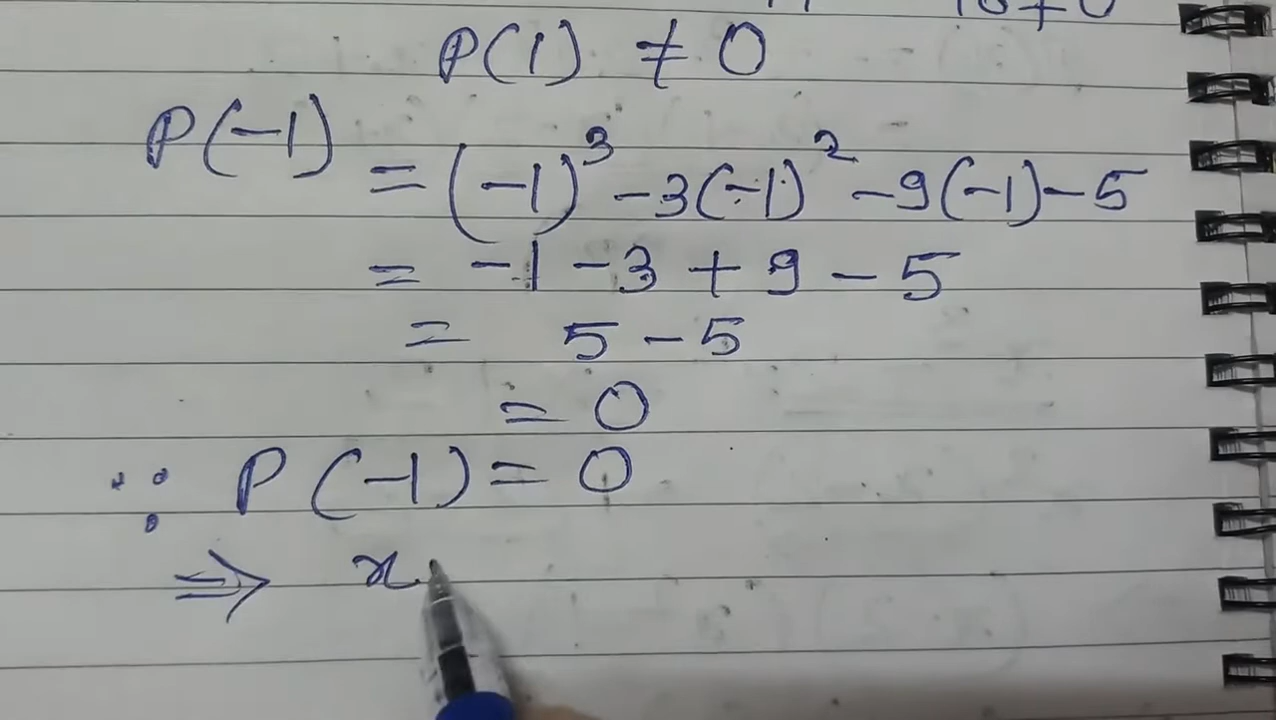 P(1) ≠ 0
P(-1) = (-1)³ - 3(-1)² - 9(-1) - 5
= -1 - 3 + 9 - 5
= 5 - 5
= 0
∵ P(-1) = 0
⇒ x